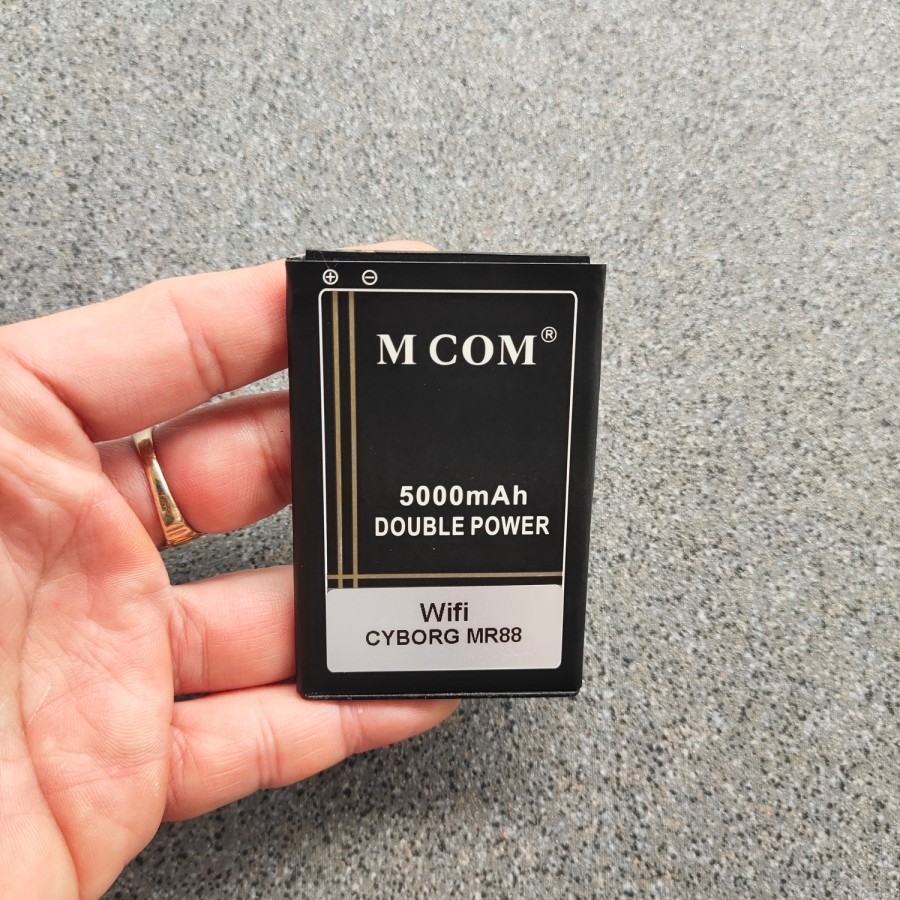 ⊕ ⊖
M COM®
5000mAh
DOUBLE POWER
Wifi
CYBORG MR88